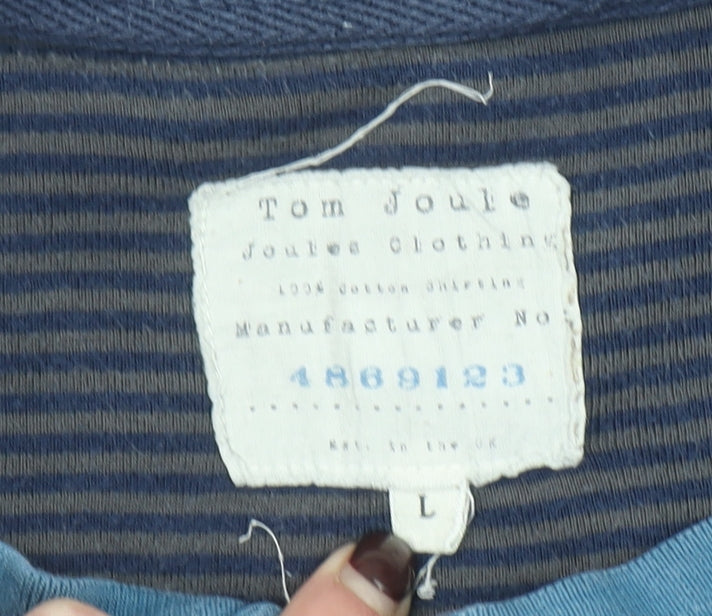 Tom Joule
Joules Clothing
100% Cotton Shirting
Manufacturer No
4869123
Est. in the UK
L